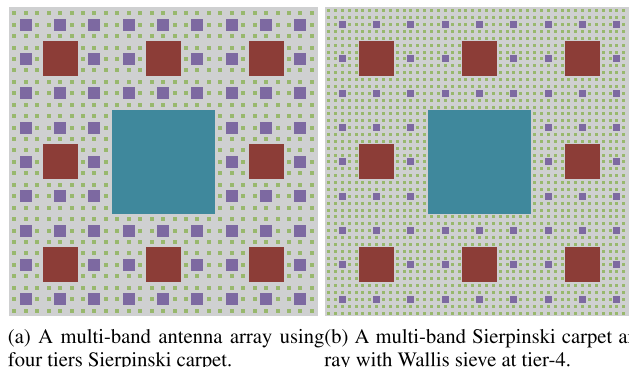 (a) A multi-band antenna array using
four tiers Sierpinski carpet.
(b) A multi-band Sierpinski carpet ar
ray with Wallis sieve at tier-4.